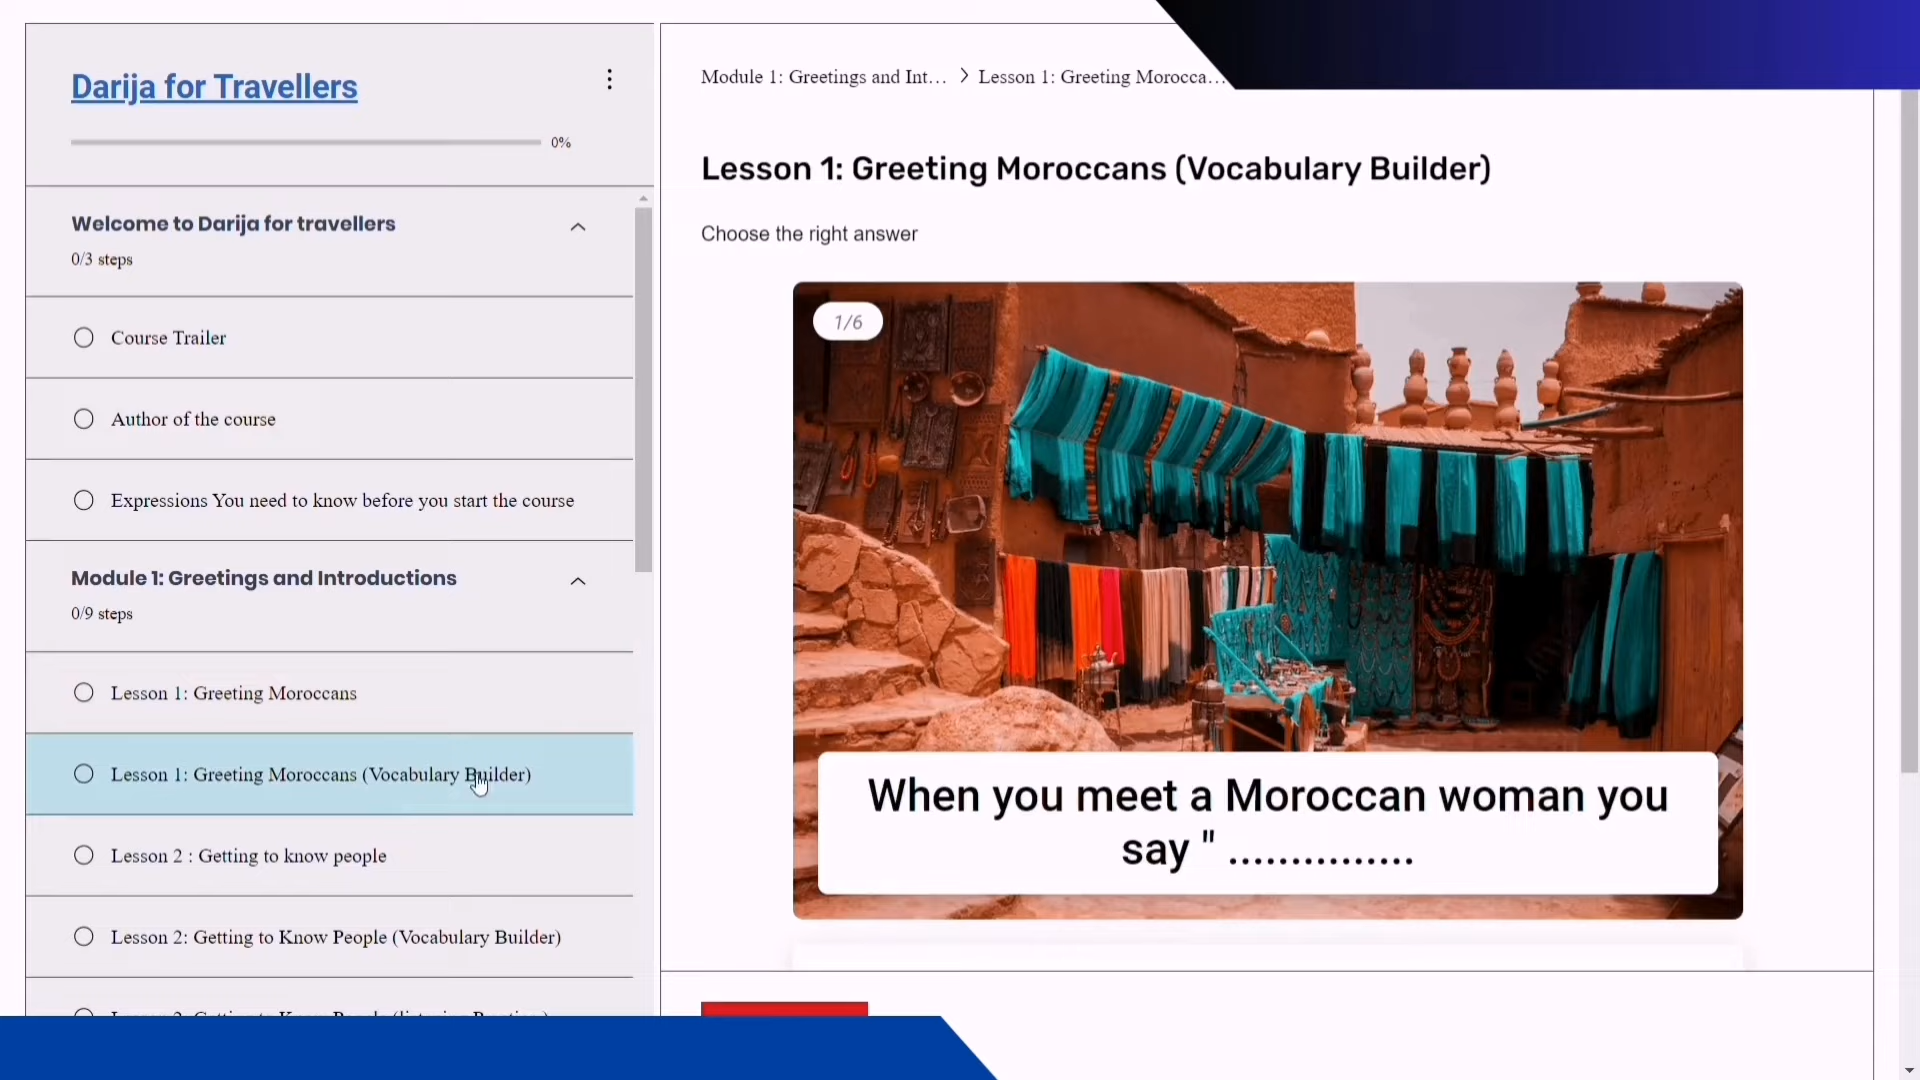 Darija for Travellers
0%
Welcome to Darija for travellers
0/3 steps
Course Trailer
Author of the course
Expressions You need to know before you start the course
Module 1: Greetings and Introductions
0/9 steps
Lesson 1: Greeting Moroccans
Lesson 1: Greeting Moroccans (Vocabulary Builder)
Lesson 2 : Getting to know people
Lesson 2: Getting to Know People (Vocabulary Builder)
Module 1: Greetings and Int... > Lesson 1: Greeting Morocca...
Lesson 1: Greeting Moroccans (Vocabulary Builder)
Choose the right answer
1/6
When you meet a Moroccan woman you
say " ...............